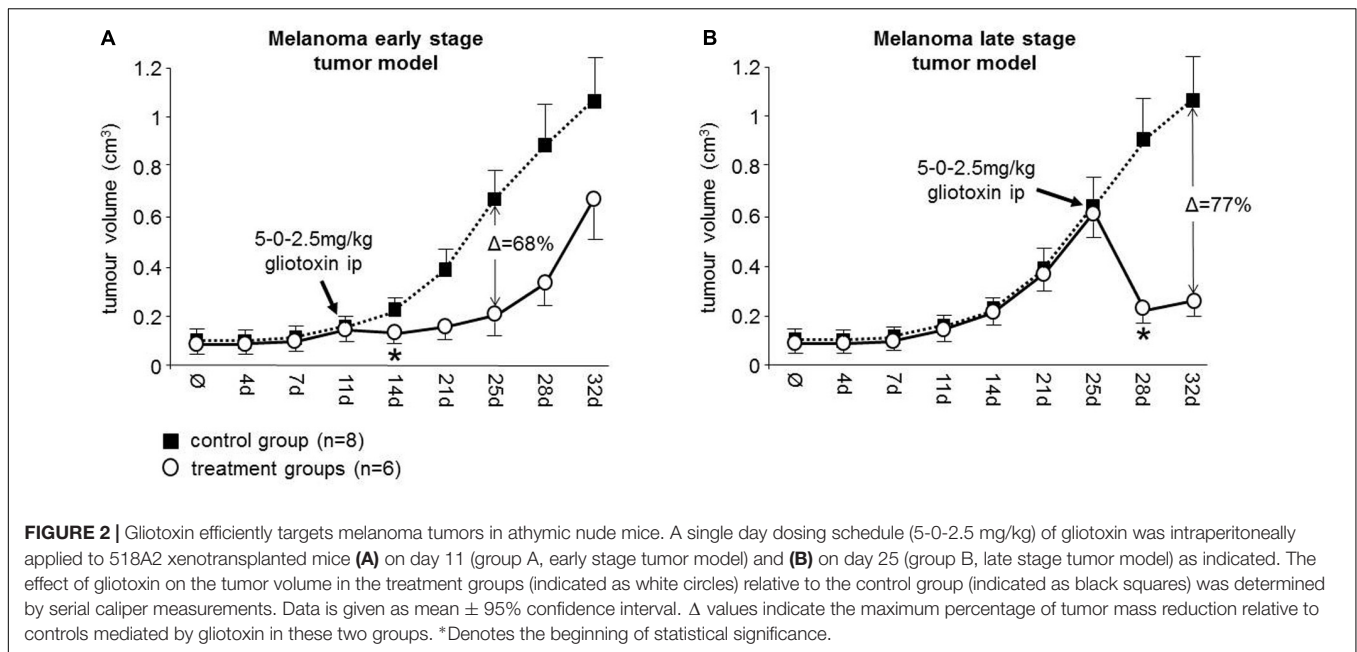 A
Melanoma early stage
tumor model
tumour volume (cm³)
1.2
1
0.8
0.6
0.4
0.2
0
5-0-2.5mg/kg
gliotoxin ip
Δ=68%
*
Ø
4d
7d
11d
14d
21d
25d
28d
32d
control group (n=8)
treatment groups (n=6)
B
Melanoma late stage
tumor model
tumour volume (cm³)
1.2
1
0.8
0.6
0.4
0.2
0
5-0-2.5mg/kg
gliotoxin ip
Δ=77%
*
Ø
4d
7d
11d
14d
21d
25d
28d
32d
FIGURE 2 | Gliotoxin efficiently targets melanoma tumors in athymic nude mice. A single day dosing schedule (5-0-2.5 mg/kg) of gliotoxin was intraperitoneally
applied to 518A2 xenotransplanted mice (A) on day 11 (group A, early stage tumor model) and (B) on day 25 (group B, late stage tumor model) as indicated. The
effect of gliotoxin on the tumor volume in the treatment groups (indicated as white circles) relative to the control group (indicated as black squares) was determined
by serial caliper measurements. Data is given as mean ± 95% confidence interval. Δ values indicate the maximum percentage of tumor mass reduction relative to
controls mediated by gliotoxin in these two groups. *Denotes the beginning of statistical significance.